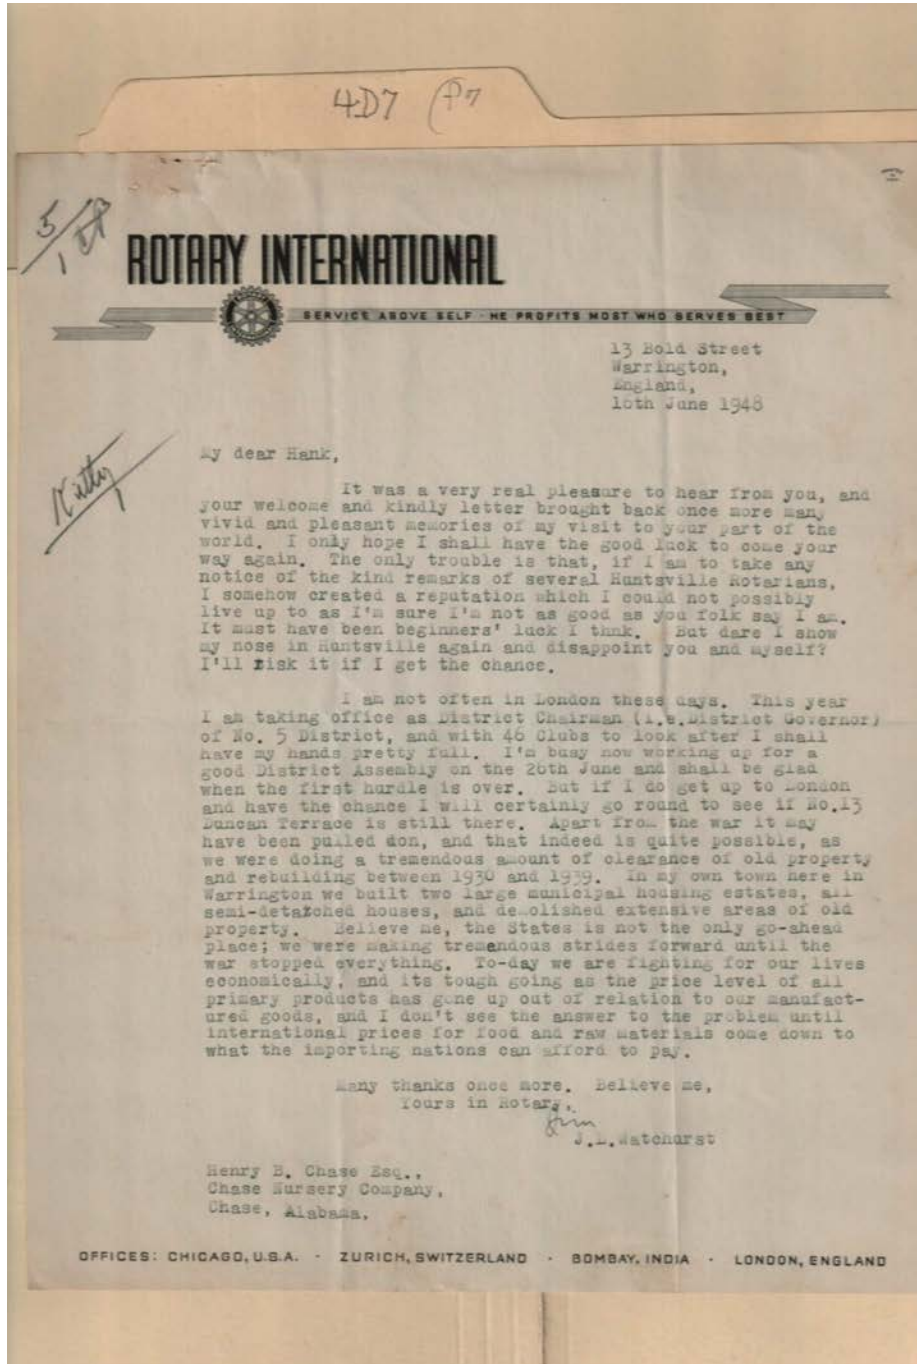 4D7
5/1
ROTARY INTERNATIONAL
SERVICE ABOVE SELF - HE PROFITS MOST WHO SERVES BEST
13 Bold Street
Warrington,
England,
16th June 1948
Kitty
My dear Hank,
It was a very real pleasure to hear from you, and
your welcome and kindly letter brought back once more many
vivid and pleasant memories of my visit to your part of the
world. I only hope I shall have the good luck to come your
way again. The only trouble is that, if I am to take any
notice of the kind remarks of several Huntsville Rotarians,
I somehow created a reputation which I could not possibly
live up to as I'm sure I'm not as good as you folk say I am.
It must have been beginners' luck I thnk. But dare I show
my nose in Huntsville again and disappoint you and myself?
I'll risk it if I get the chance.
I am not often in London these days. This year
I am taking office as District Chairman (i.e.District Governor)
of No. 5 District, and with 46 Clubs to look after I shall
have my hands pretty full. I'm busy now working up for a
good District Assembly on the 26th June and shall be glad
when the first hurdle is over. But if I do get up to London
and have the chance I will certainly go round to see if No.13
Duncan Terrace is still there. Apart from the war it may
have been pulled don, and that indeed is quite possible, as
we were doing a tremendous amount of clearance of old property
and rebuilding between 1930 and 1939. In my own town here in
Warrington we built two large municipal housing estates, all
semi-detatched houses, and demolished extensive areas of old
property. Believe me, the States is not the only go-ahead
place; we were making tremendous strides forward until the
war stopped everything. To-day we are fighting for our lives
economically, and its tough going as the price level of all
primary products has gone up out of relation to our manufact-
ured goods, and I don't see the answer to the problem until
international prices for food and raw materials come down to
what the importing nations can afford to pay.
Many thanks once more. Believe me,
Yours in Rotary,
Jim
Henry B. Chase Esq.,
Chase Nursery Company,
Chase, Alabama.
OFFICES: CHICAGO, U.S.A. - ZURICH, SWITZERLAND - BOMBAY, INDIA - LONDON, ENGLAND